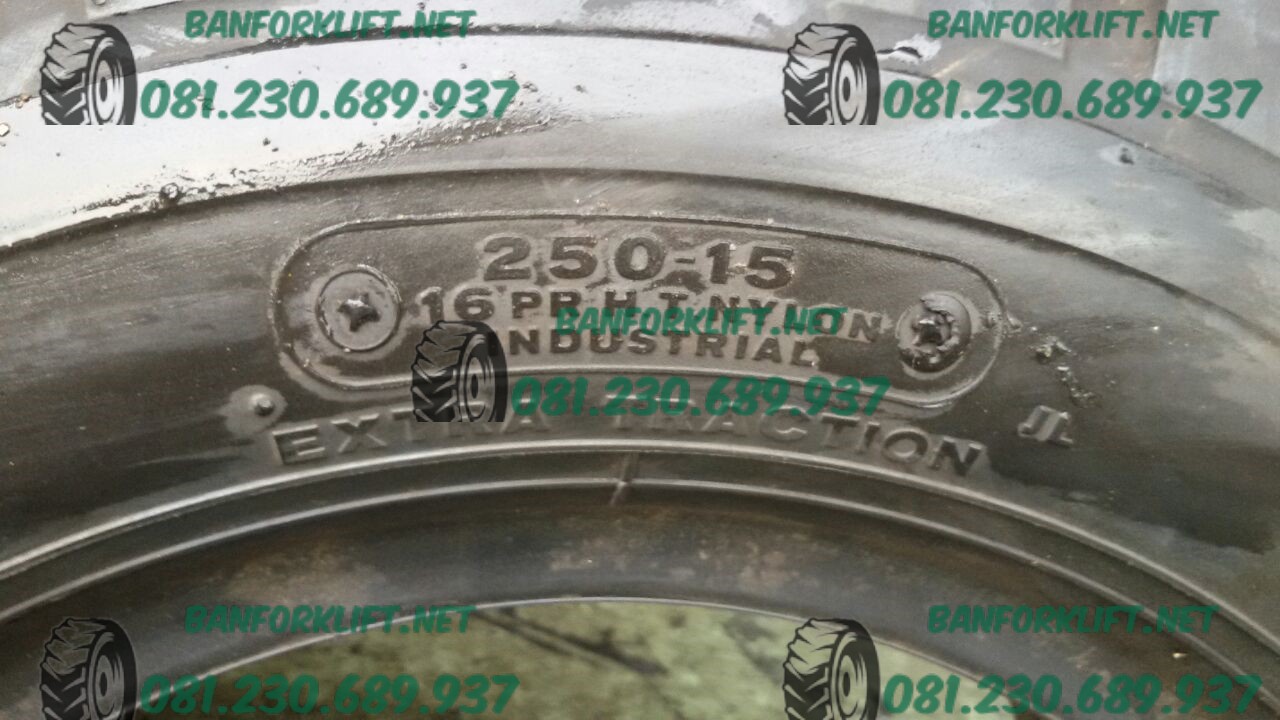 BANFORKLIFT.NET
081.230.689.937
BANFORKLIFT.NET
081.230.689.937
250-15
16 PR H.T. NYLON
INDUSTRIAL
BANFORKLIFT.NET
081.230.689.937
EXTRA TRACTION
JL
BANFORKLIFT.NET
081.230.689.937
BANFORKLIFT.NET
081.230.689.937